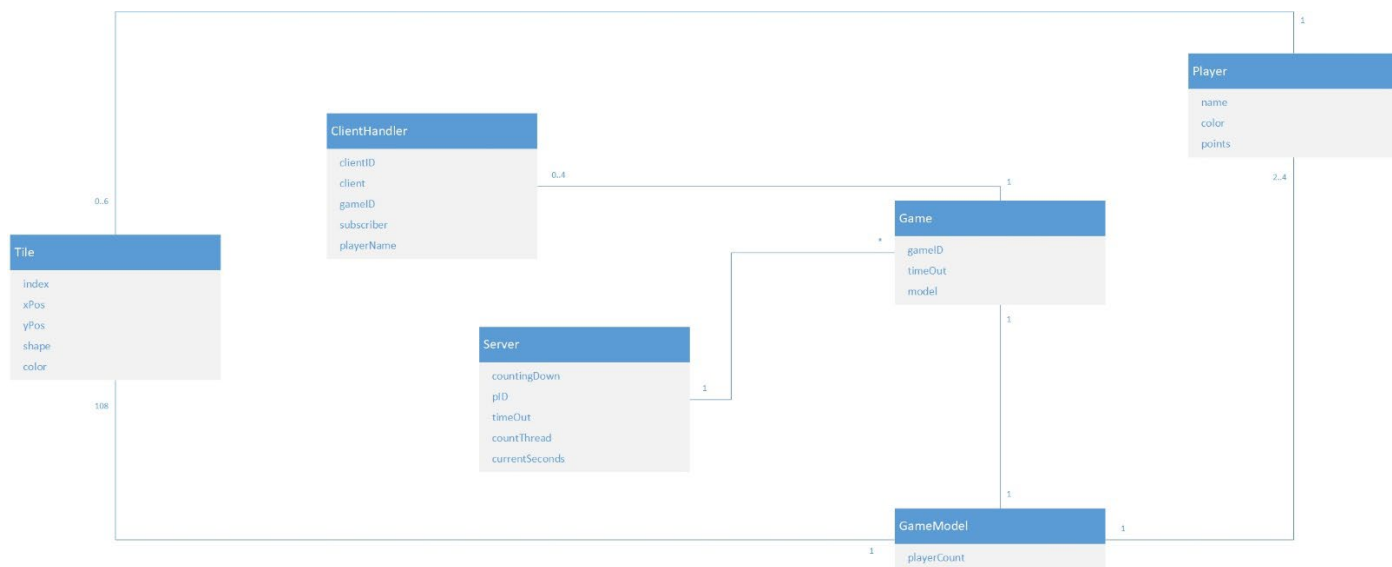 1
Player
name
color
points
2..4
ClientHandler
clientID
client
gameID
subscriber
playerName
0..4
1
0..6
Tile
index
xPos
yPos
shape
color
108
Game
gameID
timeOut
model
*
1
Server
countingDown
pID
timeOut
countThread
currentSeconds
1
1
GameModel
playerCount
1
1